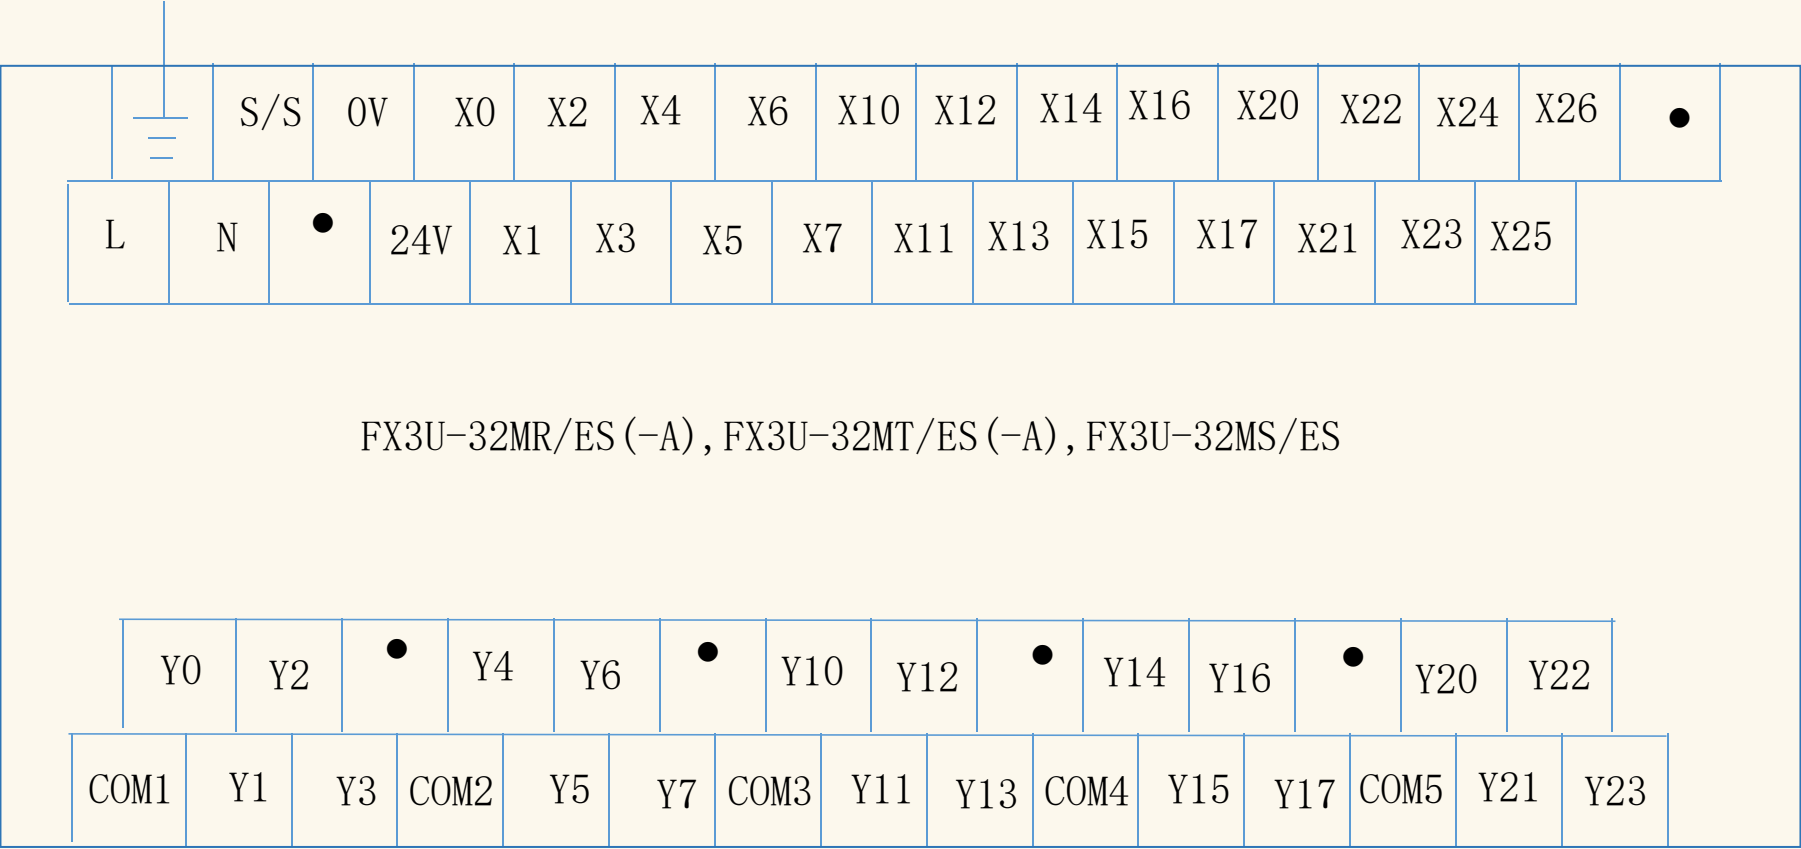 S/S 0V X0 X2 X4 X6 X10 X12 X14 X16 X20 X22 X24 X26 ●
L N ● 24V X1 X3 X5 X7 X11 X13 X15 X17 X21 X23 X25
FX3U-32MR/ES(-A),FX3U-32MT/ES(-A),FX3U-32MS/ES
Y0 Y2 ● Y4 Y6 ● Y10 Y12 ● Y14 Y16 ● Y20 Y22
COM1 Y1 Y3 COM2 Y5 Y7 COM3 Y11 Y13 COM4 Y15 Y17 COM5 Y21 Y23